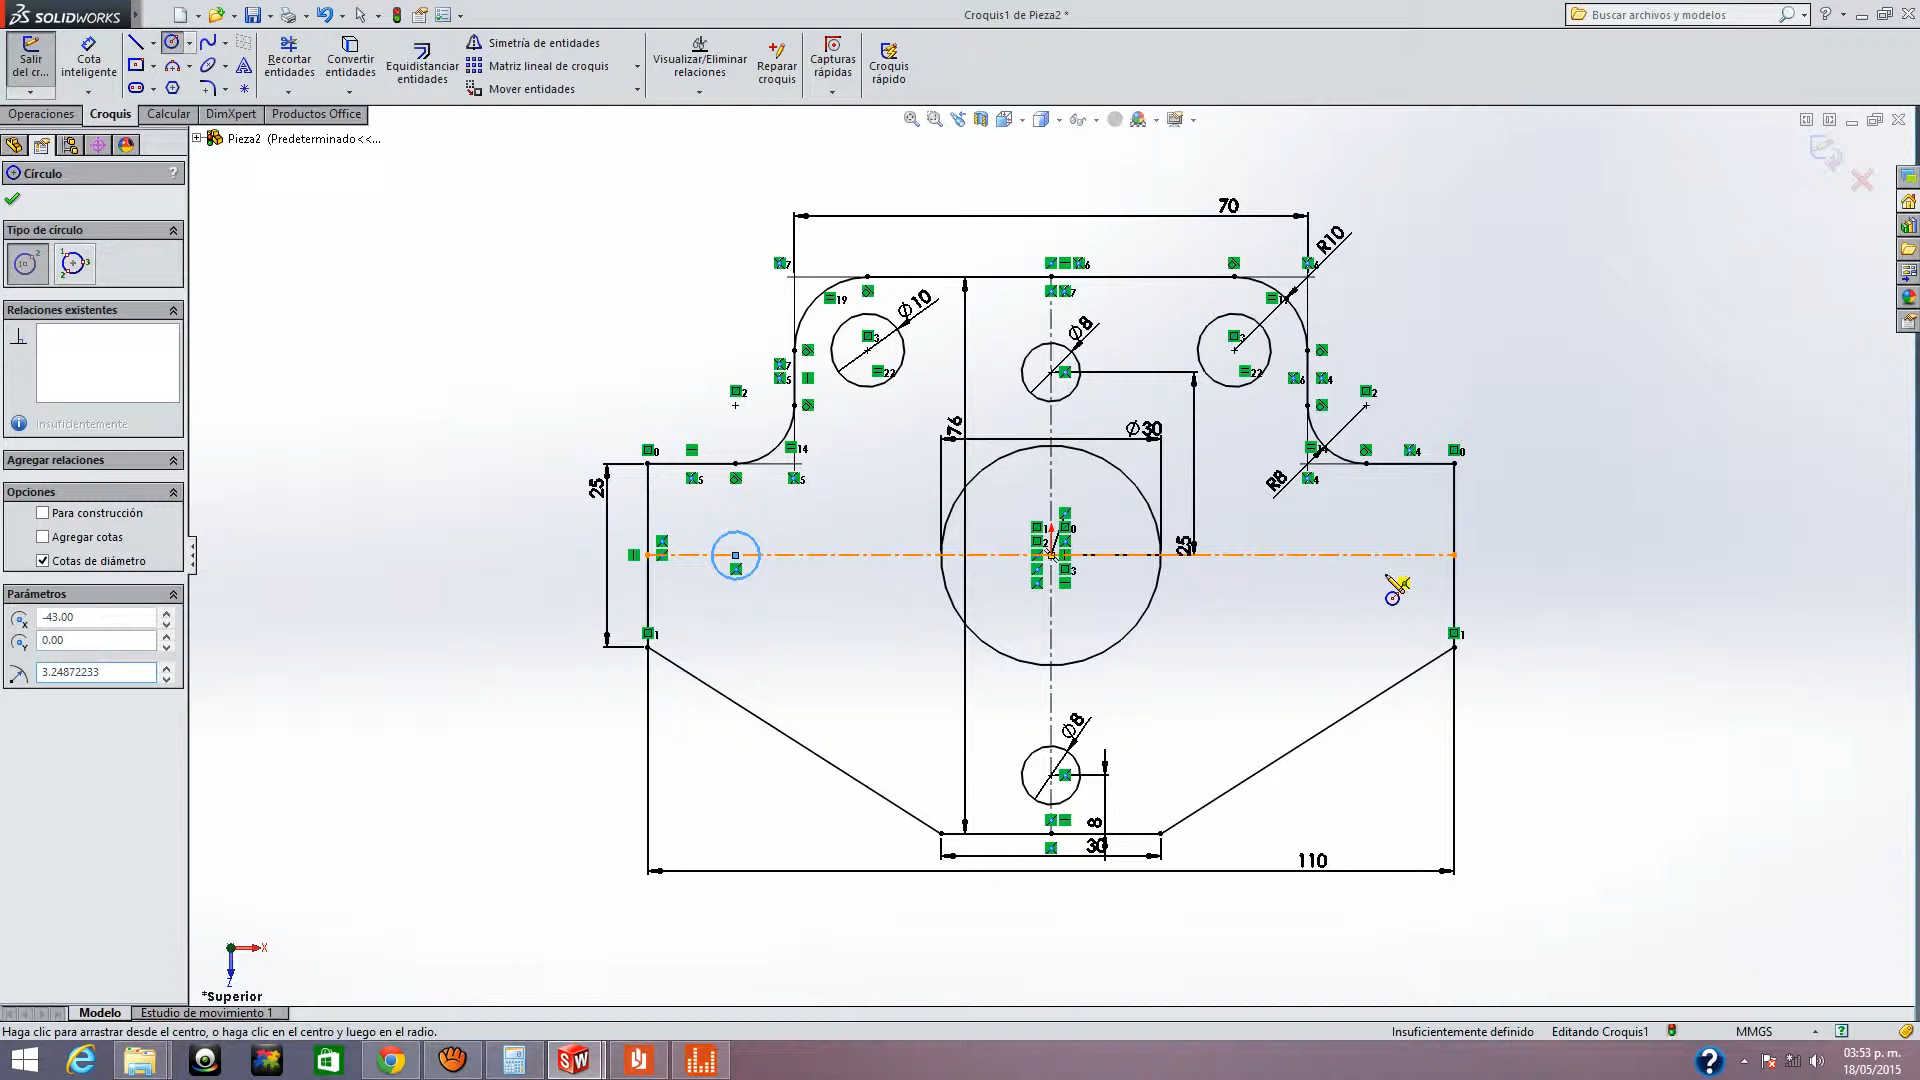 SOLIDWORKS
Croquis1 de Pieza2 *
Buscar archivos y modelos
Salir del cr...
Cota inteligente
Recortar entidades
Convertir entidades
Equidistanciar entidades
Simetría de entidades
Matriz lineal de croquis
Mover entidades
Visualizar/Eliminar relaciones
Reparar croquis
Capturas rápidas
Croquis rápido
Operaciones
Croquis
Calcular
DimXpert
Productos Office
Pieza2 (Predeterminado<<...
Círculo
?
Tipo de círculo
Relaciones existentes
Insuficientemente
Agregar relaciones
Opciones
Para construcción
Agregar cotas
Cotas de diámetro
Parámetros
-43.00
0.00
3.24872233
70
R10
Ø10
Ø8
76
Ø30
25
R8
25
Ø8
8
30
110
X
Z
*Superior
Modelo
Estudio de movimiento 1
Haga clic para arrastrar desde el centro, o haga clic en el centro y luego en el radio.
Insuficientemente definido
Editando Croquis1
MMGS
03:53 p. m.
18/05/2015